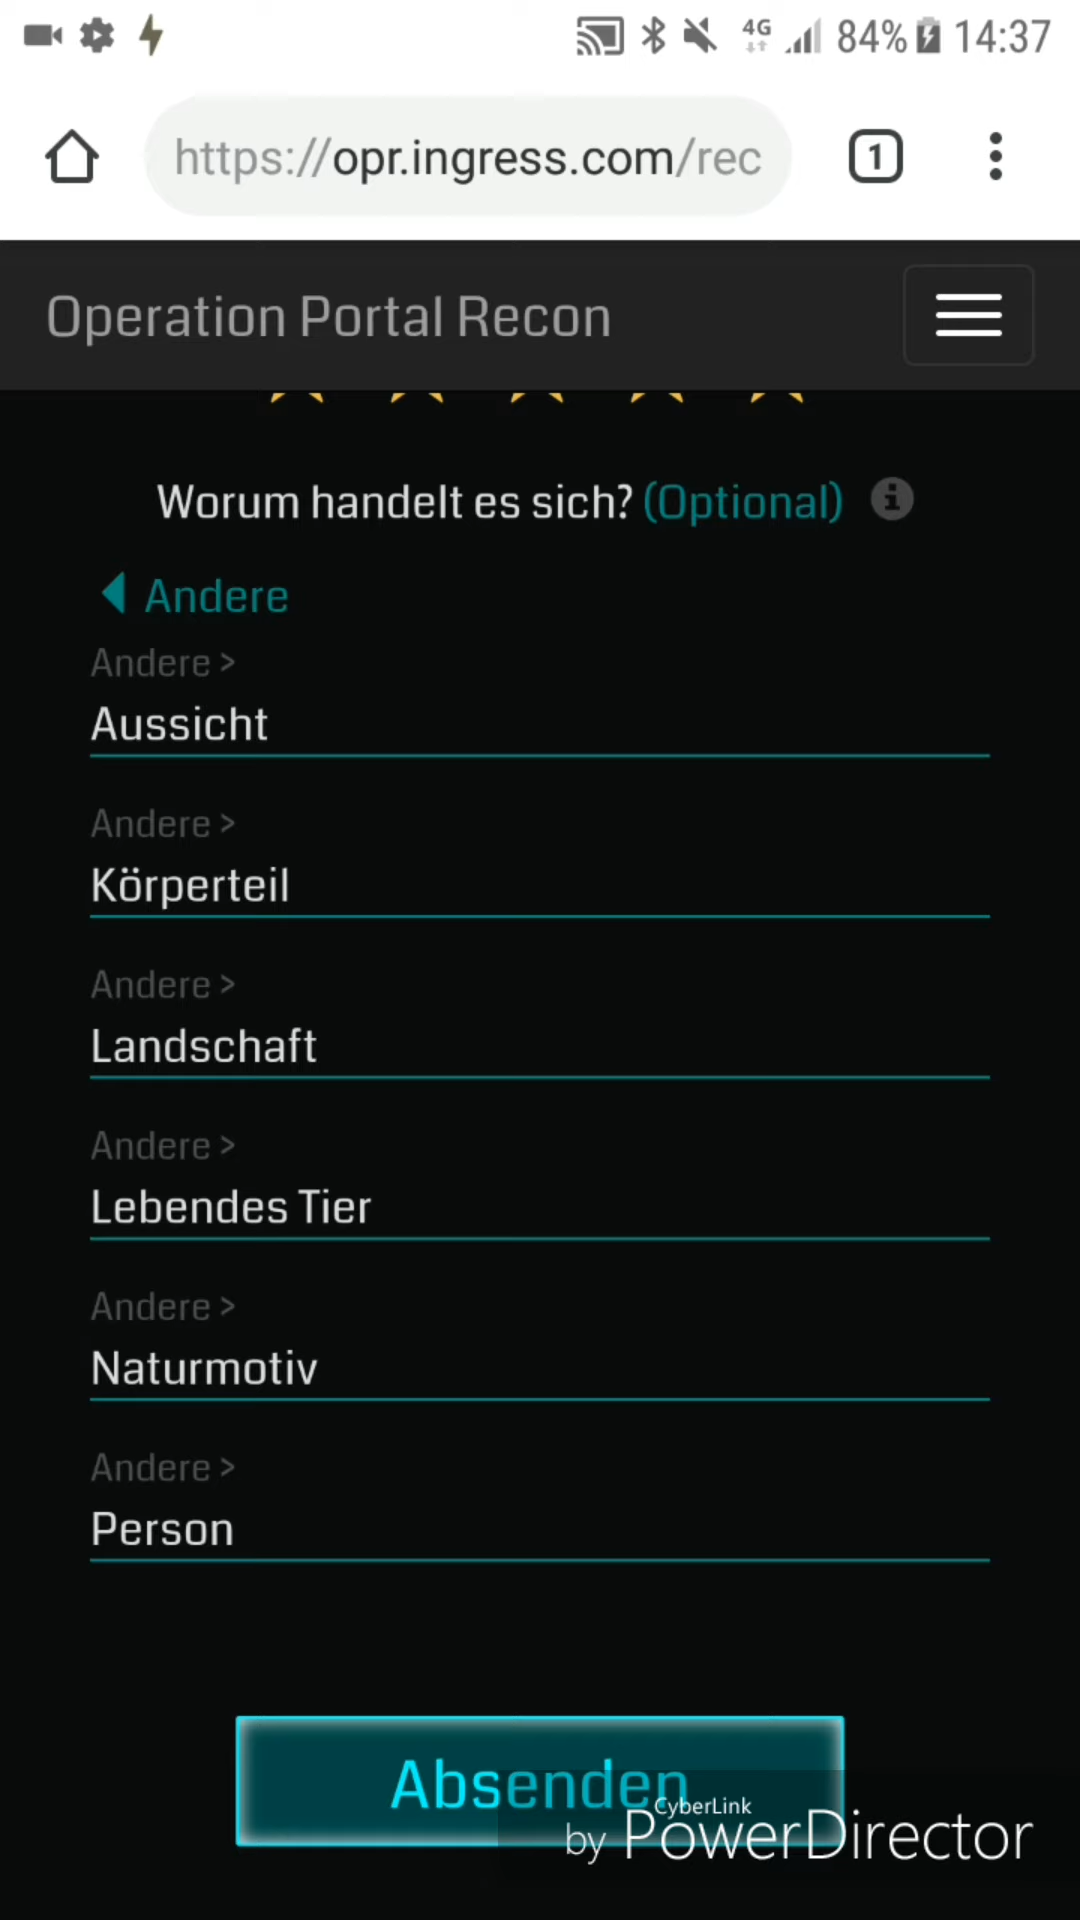 4G 84% 14:37
https://opr.ingress.com/rec 1
Operation Portal Recon
Worum handelt es sich? (Optional)
Andere
Andere >
Aussicht
Andere >
Körperteil
Andere >
Landschaft
Andere >
Lebendes Tier
Andere >
Naturmotiv
Andere >
Person
Absenden
CyberLink
by PowerDirector